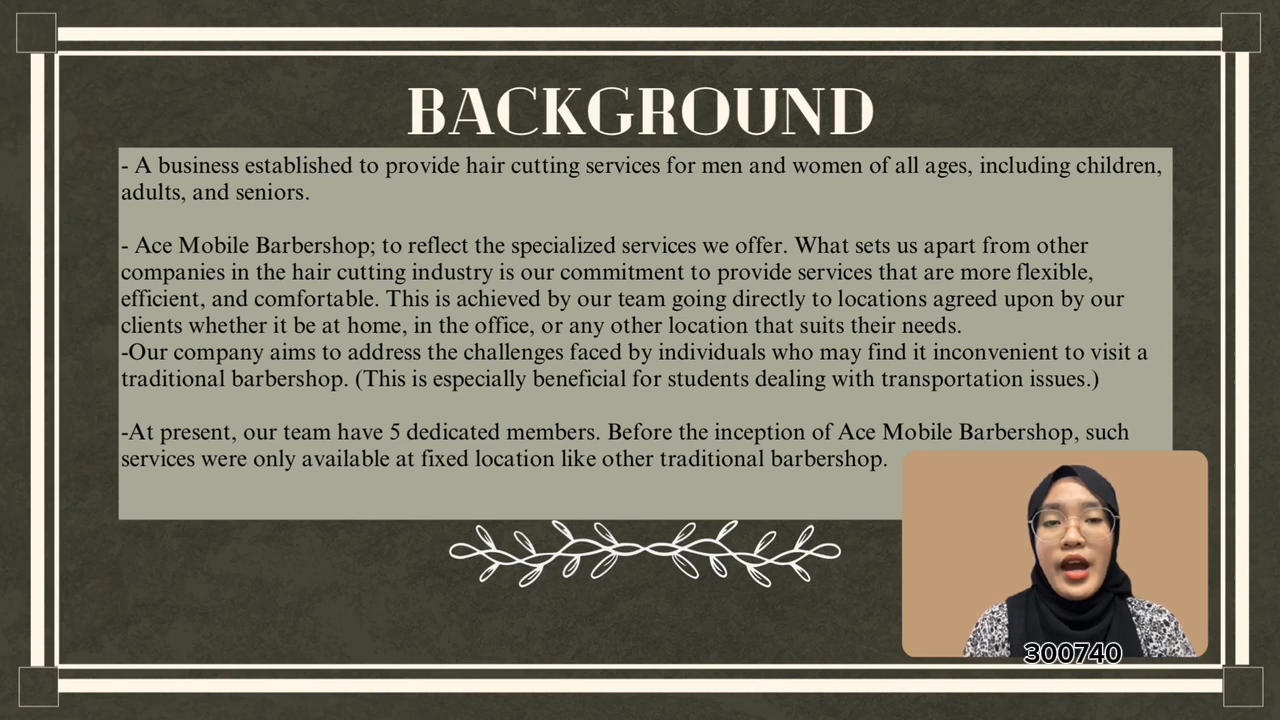 BACKGROUND
- A business established to provide hair cutting services for men and women of all ages, including children,
adults, and seniors.
- Ace Mobile Barbershop; to reflect the specialized services we offer. What sets us apart from other
companies in the hair cutting industry is our commitment to provide services that are more flexible,
efficient, and comfortable. This is achieved by our team going directly to locations agreed upon by our
clients whether it be at home, in the office, or any other location that suits their needs.
-Our company aims to address the challenges faced by individuals who may find it inconvenient to visit a
traditional barbershop. (This is especially beneficial for students dealing with transportation issues.)
-At present, our team have 5 dedicated members. Before the inception of Ace Mobile Barbershop, such
services were only available at fixed location like other traditional barbershop.
300740